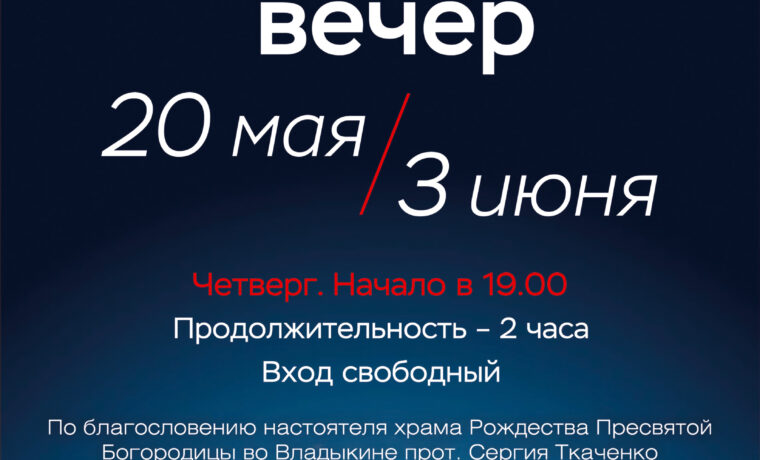 вечер
20 мая / 3 июня
Четверг. Начало в 19.00
Продолжительность – 2 часа
Вход свободный
По благословению настоятеля храма Рождества Пресвятой
Богородицы во Владыкине прот. Сергия Ткаченко